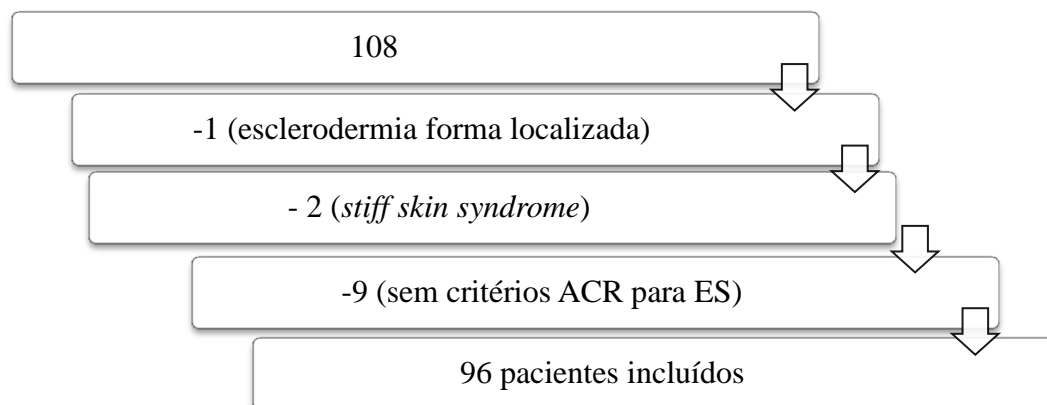 108
-1 (esclerodermia forma localizada)
- 2 (stiff skin syndrome)
-9 (sem critérios ACR para ES)
96 pacientes incluídos